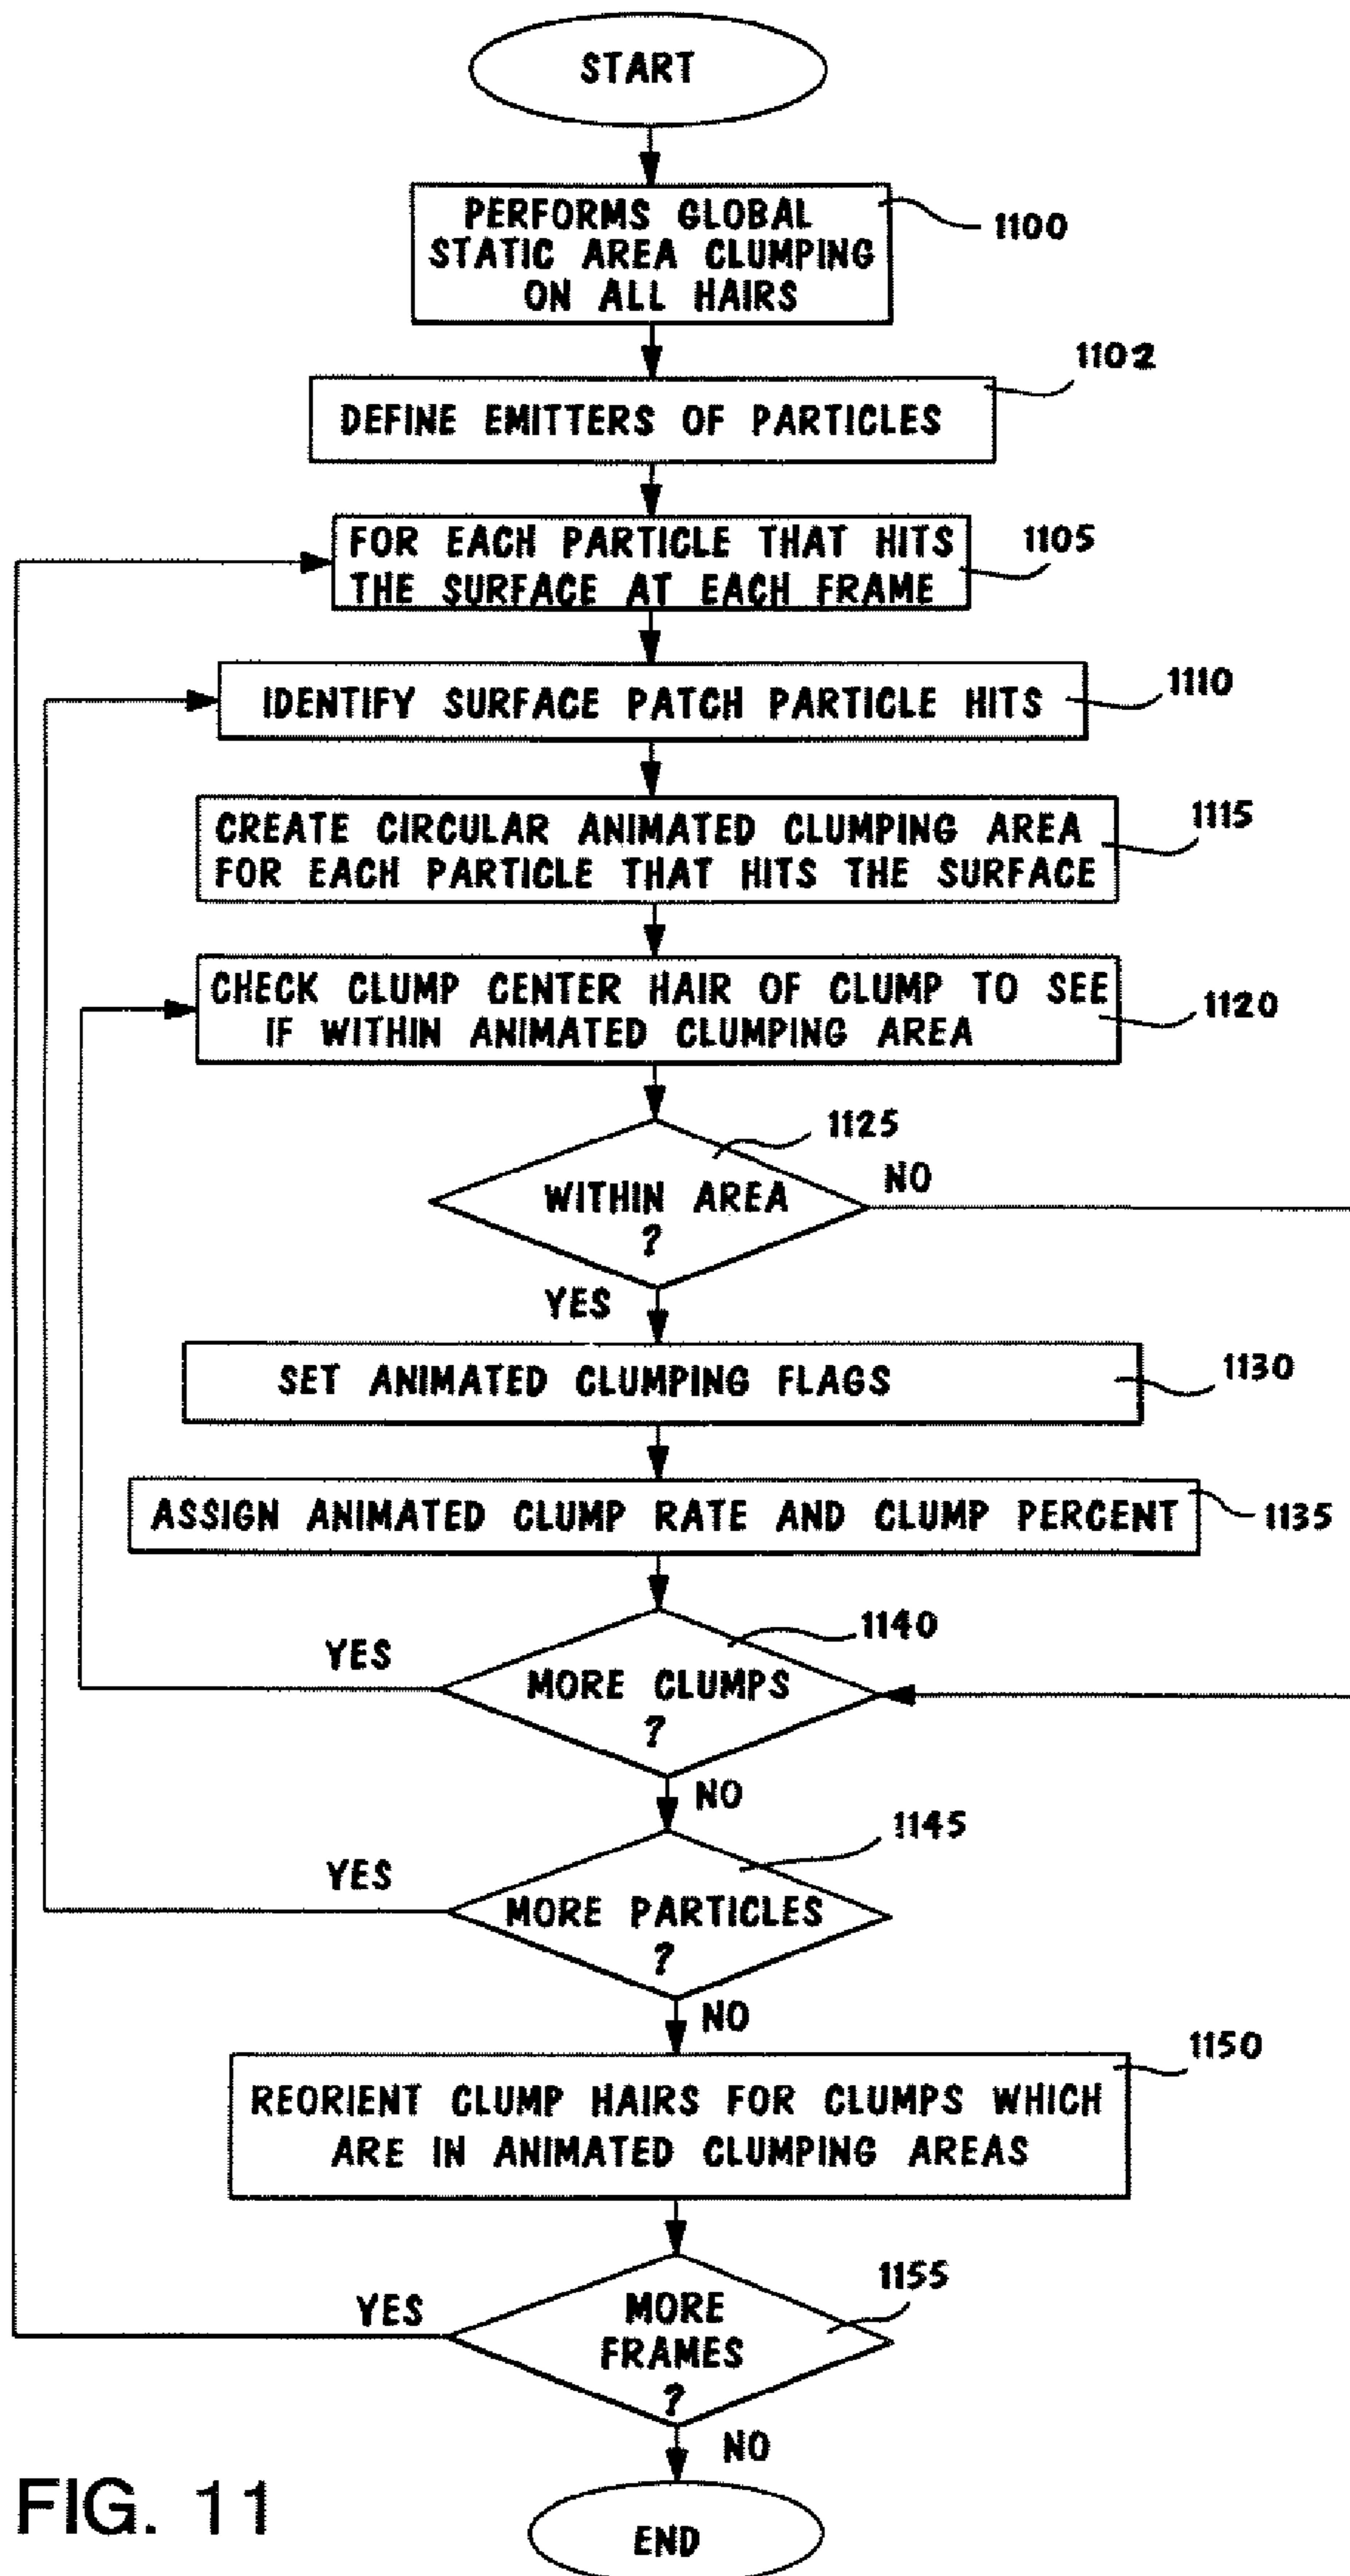 START
PERFORMS GLOBAL
STATIC AREA CLUMPING
ON ALL HAIRS
1100
DEFINE EMITTERS OF PARTICLES
1102
FOR EACH PARTICLE THAT HITS
THE SURFACE AT EACH FRAME
1105
IDENTIFY SURFACE PATCH PARTICLE HITS
1110
CREATE CIRCULAR ANIMATED CLUMPING AREA
FOR EACH PARTICLE THAT HITS THE SURFACE
1115
CHECK CLUMP CENTER HAIR OF CLUMP TO SEE
IF WITHIN ANIMATED CLUMPING AREA
1120
1125
WITHIN AREA
?
NO
YES
SET ANIMATED CLUMPING FLAGS
1130
ASSIGN ANIMATED CLUMP RATE AND CLUMP PERCENT
1135
1140
YES
MORE CLUMPS
?
NO
1145
YES
MORE PARTICLES
?
NO
1150
REORIENT CLUMP HAIRS FOR CLUMPS WHICH
ARE IN ANIMATED CLUMPING AREAS
1155
YES
MORE
FRAMES
?
NO
END
FIG. 11